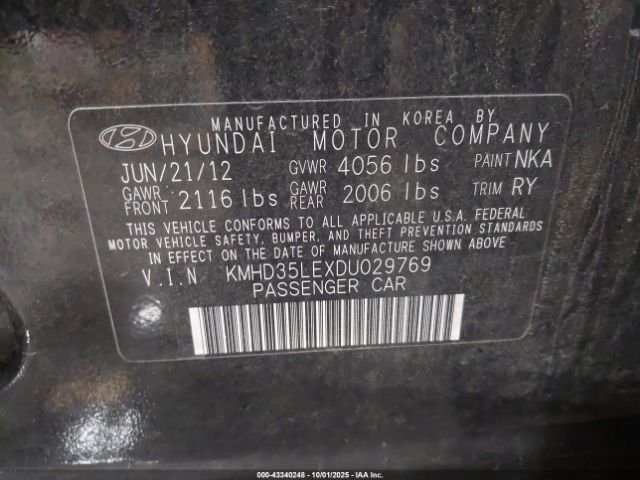 MANUFACTURED IN KOREA BY
HYUNDAI MOTOR COMPANY
JUN/21/12 GVWR 4056 lbs PAINT NKA
GAWR FRONT 2116 lbs GAWR REAR 2006 lbs TRIM RY
THIS VEHICLE CONFORMS TO ALL APPLICABLE U.S.A. FEDERAL
MOTOR VEHICLE SAFETY, BUMPER, AND THEFT PREVENTION STANDARDS
IN EFFECT ON THE DATE OF MANUFACTURE SHOWN ABOVE.
V.I.N KMHD35LEXDU029769
PASSENGER CAR
000-43340248 - 10/01/2025 - IAA Inc.